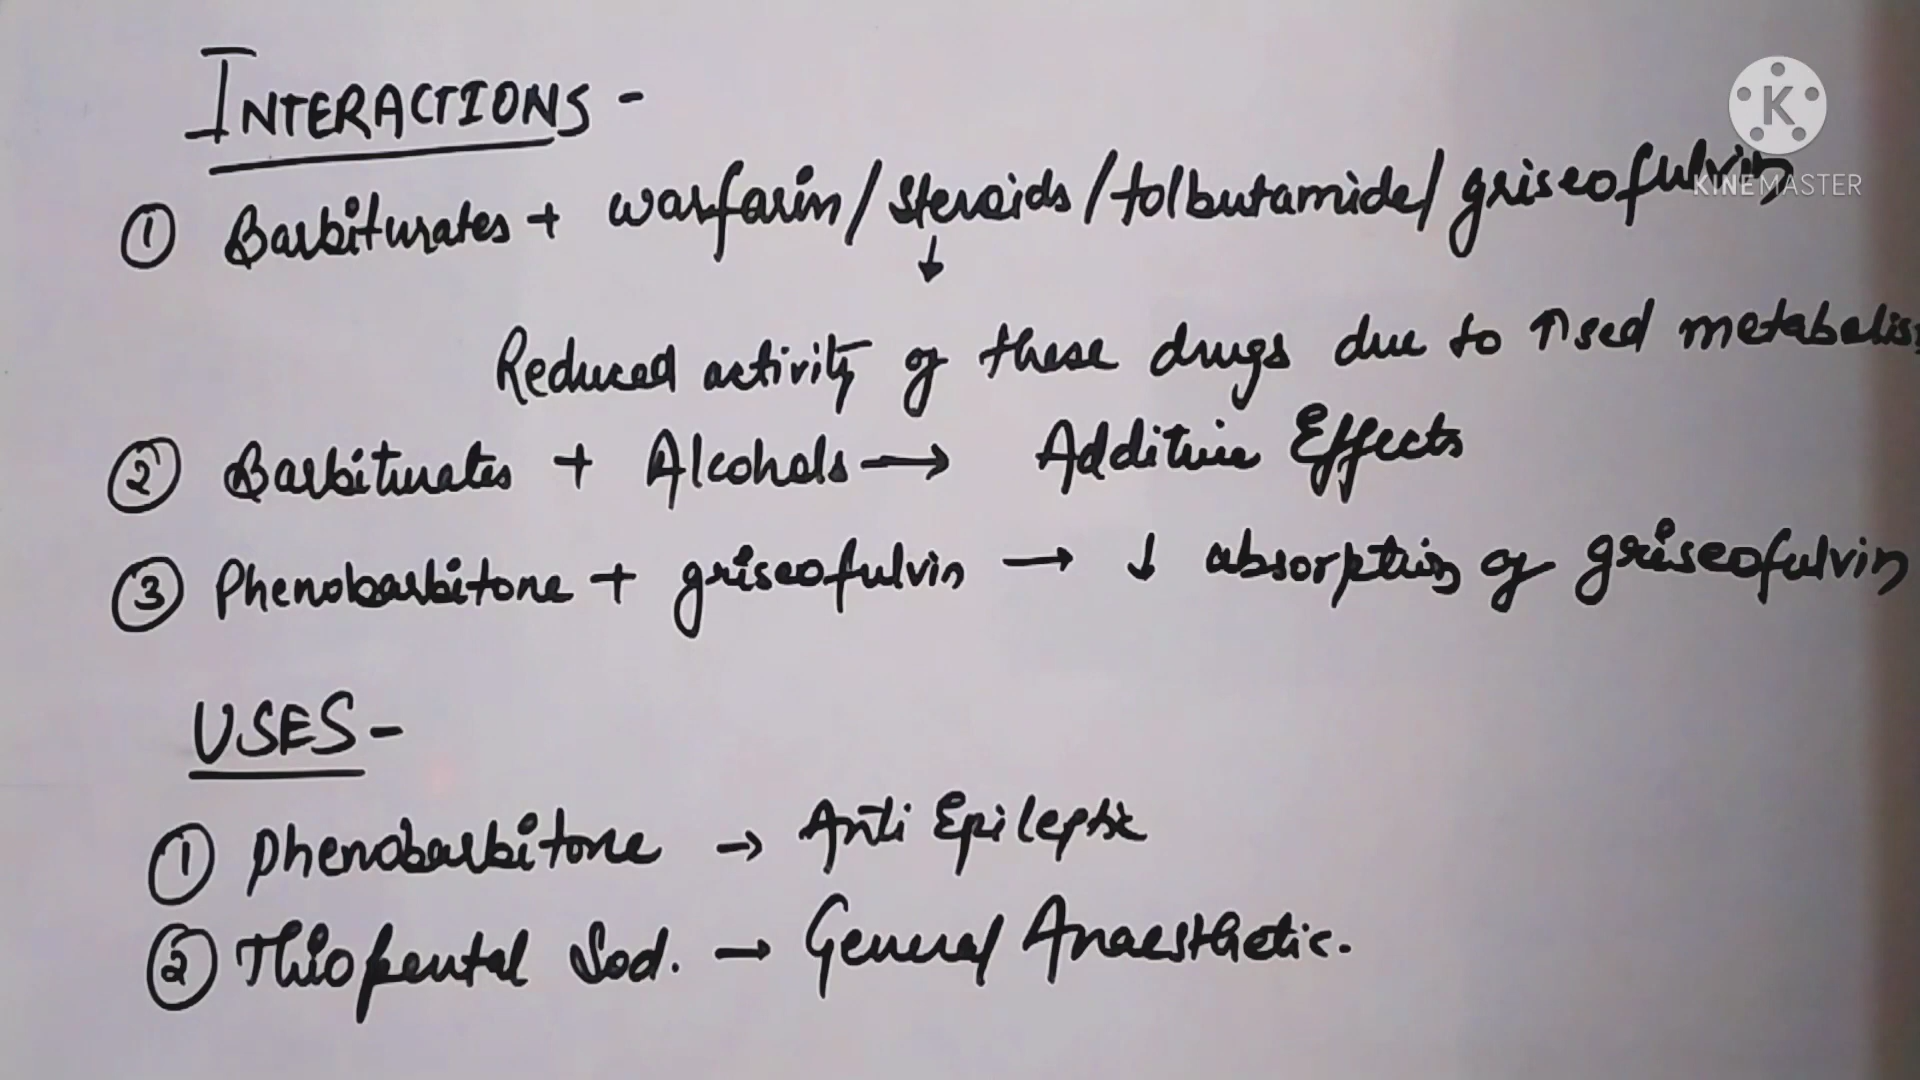 INTERACTIONS -
K
KINEMASTER
① Barbiturates + warfarin/steroids/tolbutamide/griseofulvin
↓
Reduced activity of these drugs due to ↑sed metabolis
② Barbiturates + Alcohols → Additive Effects
③ Phenobarbitone + griseofulvin → ↓ absorption of griseofulvin
USES -
① Phenobarbitone → Anti Epileptic
② Thiopental Sod. → General Anaesthetic.